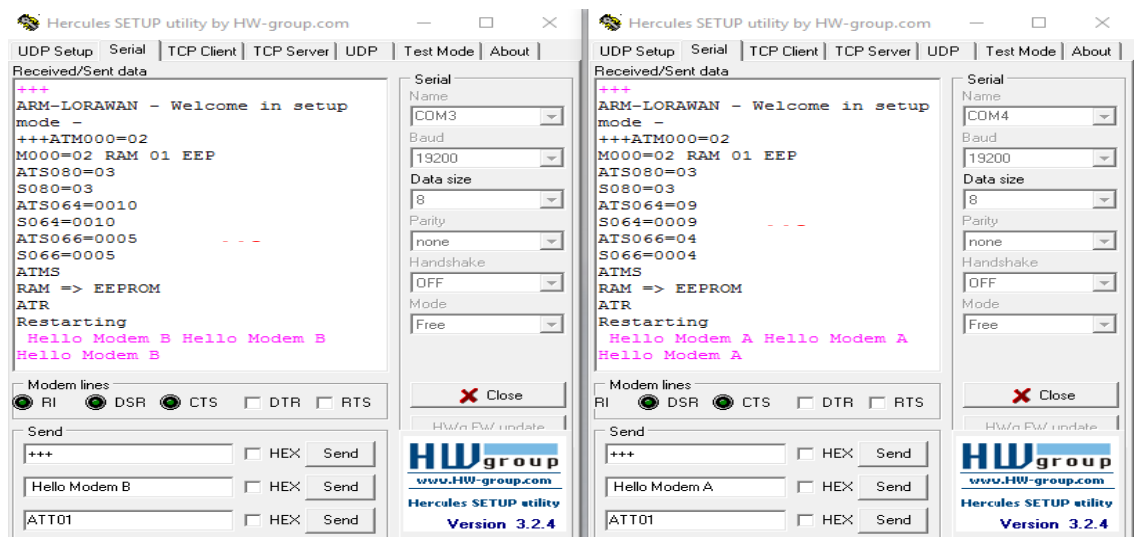 Hercules SETUP utility by HW-group.com
UDP Setup Serial TCP Client TCP Server UDP Test Mode About
Received/Sent data
+++
ARM-LORAWAN - Welcome in setup
mode -
+++ATM000=02
M000=02 RAM 01 EEP
ATS080=03
S080=03
ATS064=0010
S064=0010
ATS066=0005
S066=0005
ATMS
RAM => EEPROM
ATR
Restarting
Hello Modem B Hello Modem B
Hello Modem B
Serial
Name
COM3
Baud
19200
Data size
8
Parity
none
Handshake
OFF
Mode
Free
Modem lines
RI DSR CTS DTR RTS
Close
HWg FW update
Send
+++ HEX Send
Hello Modem B HEX Send
ATT01 HEX Send
HWgroup
www.HW-group.com
Hercules SETUP utility
Version 3.2.4
Hercules SETUP utility by HW-group.com
UDP Setup Serial TCP Client TCP Server UDP Test Mode About
Received/Sent data
+++
ARM-LORAWAN - Welcome in setup
mode -
+++ATM000=02
M000=02 RAM 01 EEP
ATS080=03
S080=03
ATS064=09
S064=0009
ATS066=04
S066=0004
ATMS
RAM => EEPROM
ATR
Restarting
Hello Modem A Hello Modem A
Hello Modem A
Serial
Name
COM4
Baud
19200
Data size
8
Parity
none
Handshake
OFF
Mode
Free
Modem lines
RI DSR CTS DTR RTS
Close
HWg FW update
Send
+++ HEX Send
Hello Modem A HEX Send
ATT01 HEX Send
HWgroup
www.HW-group.com
Hercules SETUP utility
Version 3.2.4